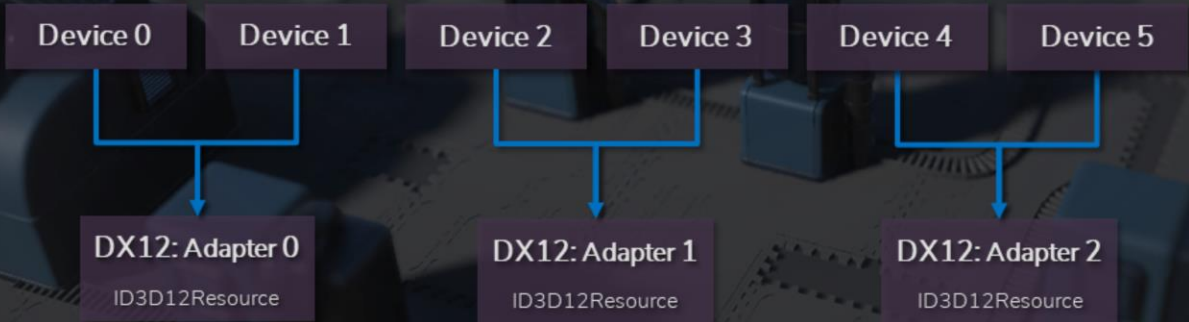 Device 0
Device 1
Device 2
Device 3
Device 4
Device 5
DX12: Adapter 0
ID3D12Resource
DX12: Adapter 1
ID3D12Resource
DX12: Adapter 2
ID3D12Resource